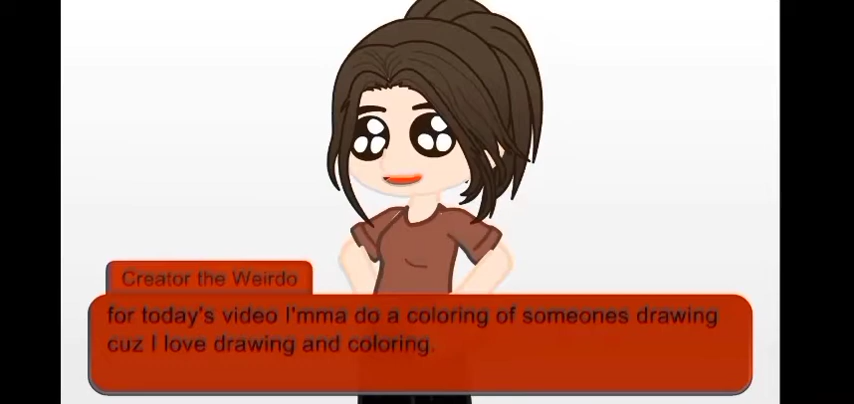 Creator the Weirdo
for today's video I'mma do a coloring of someones drawing
cuz I love drawing and coloring.